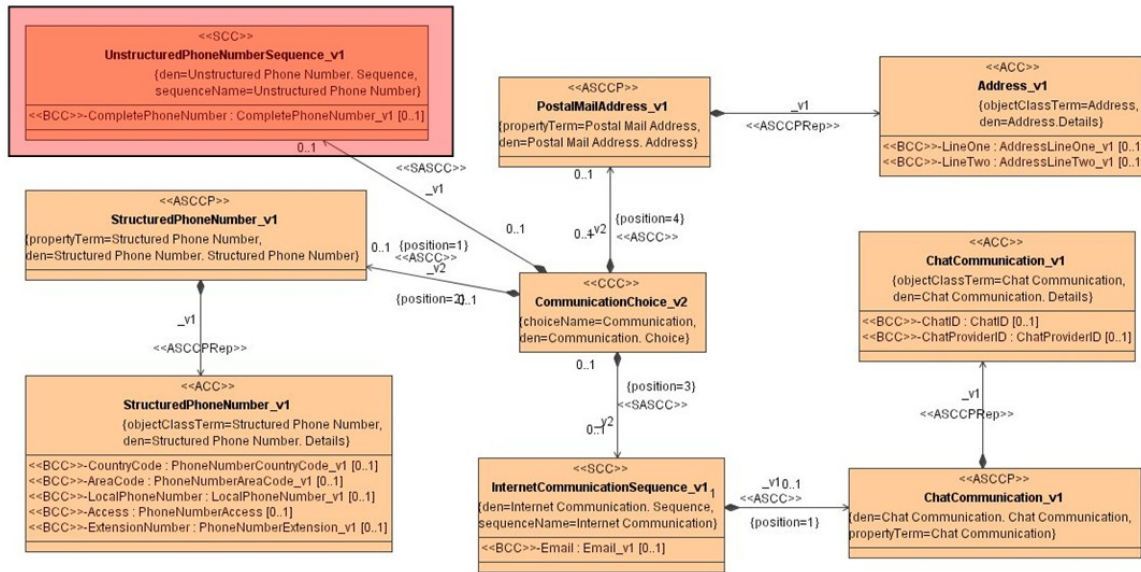 <<SCC>>
UnstructuredPhoneNumberSequence_v1
{den=Unstructured Phone Number. Sequence,
sequenceName=Unstructured Phone Number}
<<BCC>>-CompletePhoneNumber : CompletePhoneNumber_v1 [0..1]
0..1
<<SASCC>>
_v1
0..1
{position=1}
<<ASCCP>>
PostalMailAddress_v1
{propertyTerm=Postal Mail Address,
den=Postal Mail Address. Address}
_v1
<<ASCCPRep>>
<<ACC>>
Address_v1
{objectClassTerm=Address,
den=Address.Details}
<<BCC>>-LineOne : AddressLineOne_v1 [0..1]
<<BCC>>-LineTwo : AddressLineTwo_v1 [0..1]
0..1
{position=4}
_v2
<<ASCC>>
<<ASCCP>>
StructuredPhoneNumber_v1
{propertyTerm=Structured Phone Number,
den=Structured Phone Number. Structured Phone Number}
0..1
<<ASCC>>
_v2
{position=2}
0..1
_v1
<<ASCCPRep>>
<<CCC>>
CommunicationChoice_v2
{choiceName=Communication,
den=Communication. Choice}
0..1
{position=3}
<<SASCC>>
_v2
0..1
<<ACC>>
ChatCommunication_v1
{objectClassTerm=Chat Communication,
den=Chat Communication. Details}
<<BCC>>-ChatID : ChatID [0..1]
<<BCC>>-ChatProviderID : ChatProviderID [0..1]
_v1
<<ASCCPRep>>
<<ACC>>
StructuredPhoneNumber_v1
{objectClassTerm=Structured Phone Number,
den=Structured Phone Number. Details}
<<BCC>>-CountryCode : PhoneNumberCountryCode_v1 [0..1]
<<BCC>>-AreaCode : PhoneNumberAreaCode_v1 [0..1]
<<BCC>>-LocalPhoneNumber : LocalPhoneNumber_v1 [0..1]
<<BCC>>-Access : PhoneNumberAccess [0..1]
<<BCC>>-ExtensionNumber : PhoneNumberExtension_v1 [0..1]
<<SCC>>
InternetCommunicationSequence_v1
{den=Internet Communication. Sequence,
sequenceName=Internet Communication}
<<BCC>>-Email : Email_v1 [0..1]
1
_v1
0..1
<<ASCC>>
{position=1}
<<ASCCP>>
ChatCommunication_v1
{den=Chat Communication. Chat Communication,
propertyTerm=Chat Communication}